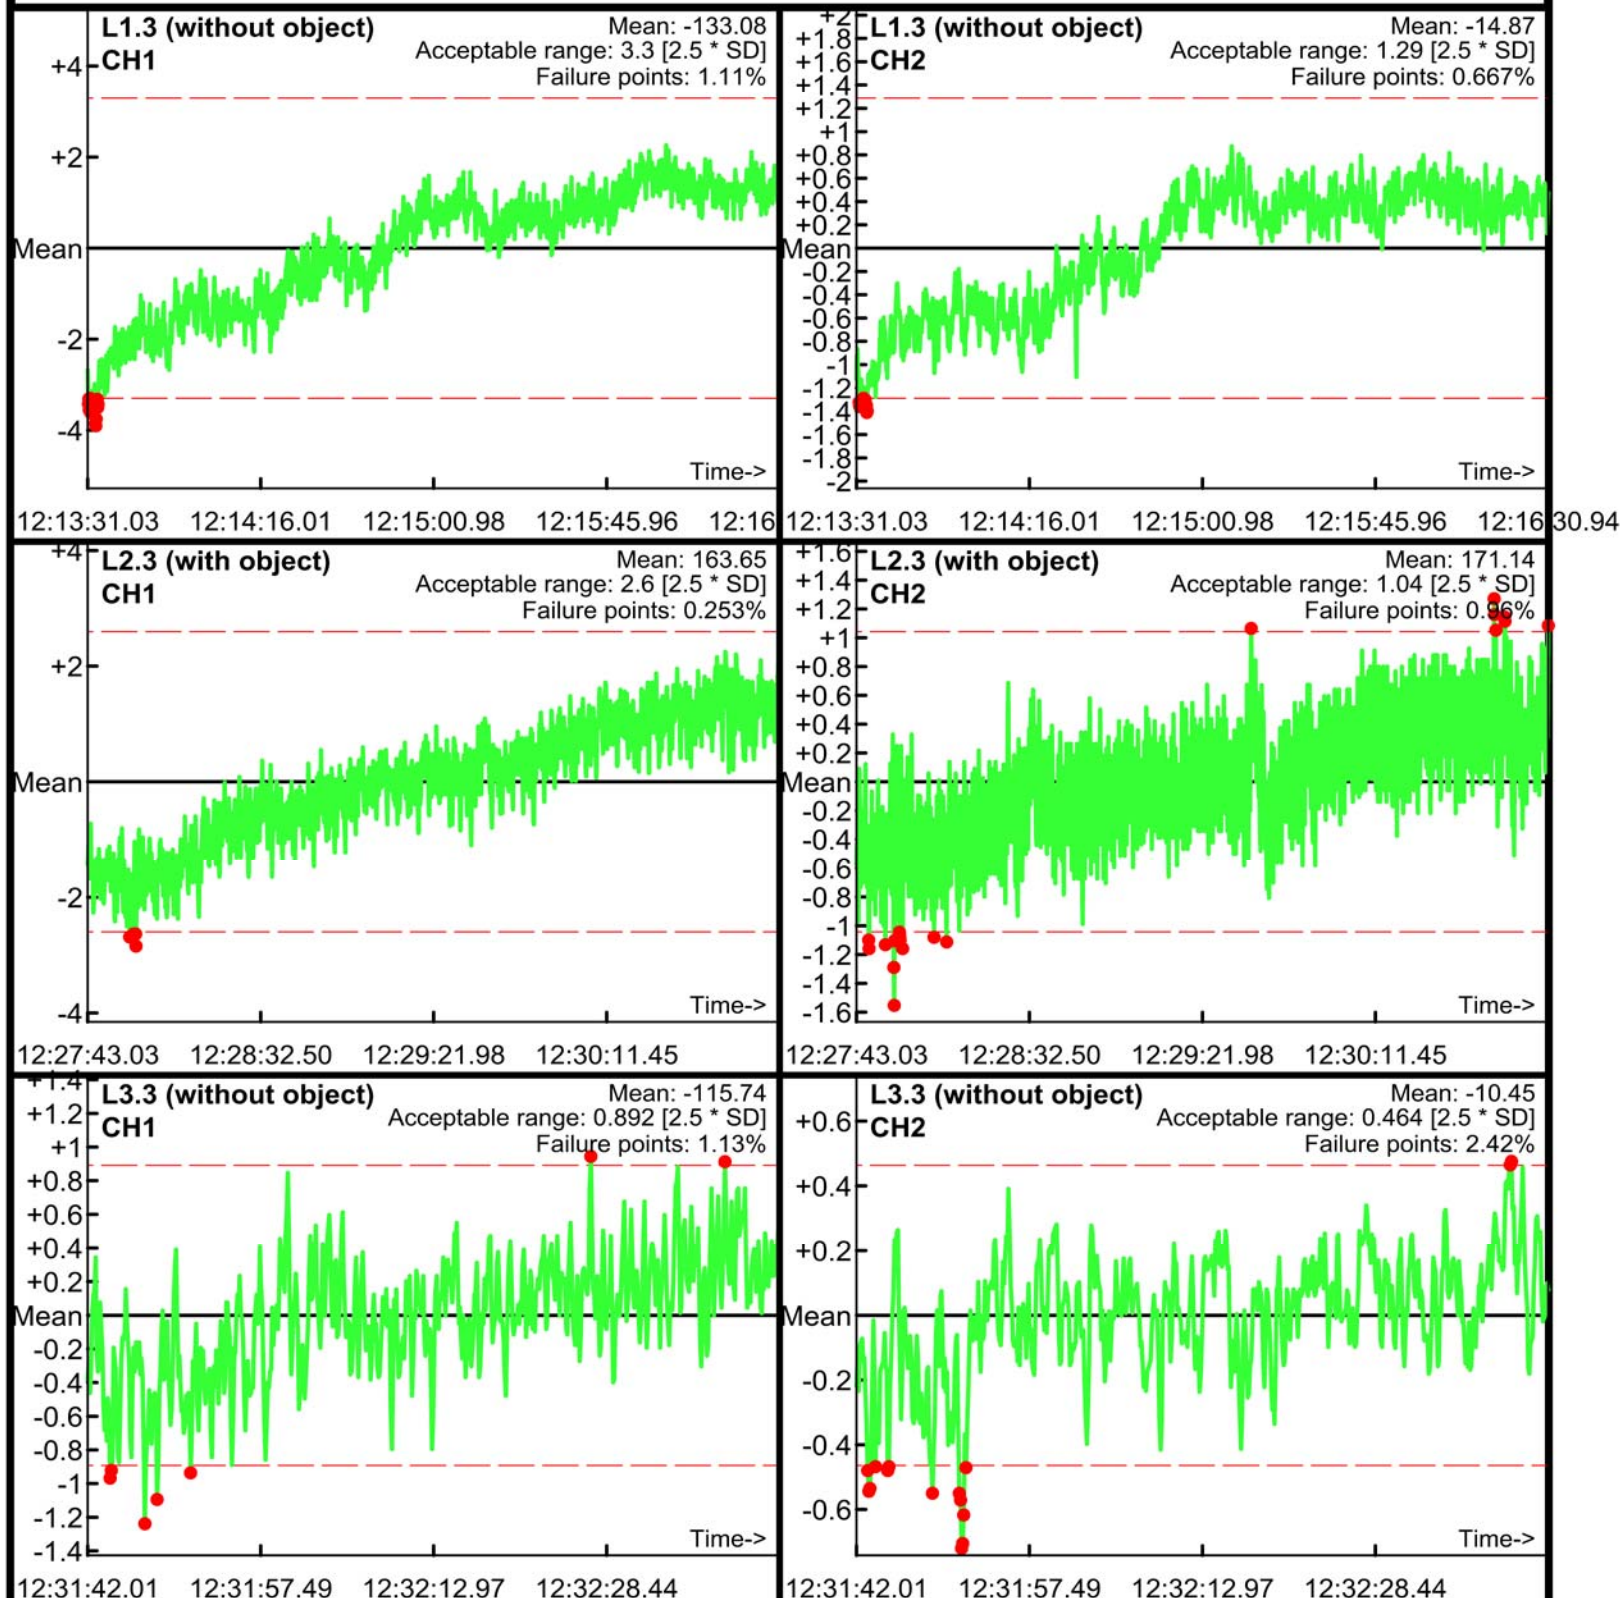 L1.3 (without object)
CH1
Mean: -133.08
Acceptable range: 3.3 [2.5 * SD]
Failure points: 1.11%
+4
+2
Mean
-2
-4
Time->
12:13:31.03 12:14:16.01 12:15:00.98 12:15:45.96 12:16
L1.3 (without object)
CH2
Mean: -14.87
Acceptable range: 1.29 [2.5 * SD]
Failure points: 0.667%
+2
+1.8
+1.6
+1.4
+1.2
+1
+0.8
+0.6
+0.4
+0.2
Mean
-0.2
-0.4
-0.6
-0.8
-1
-1.2
-1.4
-1.6
-1.8
-2
Time->
12:13:31.03 12:14:16.01 12:15:00.98 12:15:45.96 12:16:30.94
L2.3 (with object)
CH1
Mean: 163.65
Acceptable range: 2.6 [2.5 * SD]
Failure points: 0.253%
+4
+2
Mean
-2
-4
Time->
12:27:43.03 12:28:32.50 12:29:21.98 12:30:11.45
L2.3 (with object)
CH2
Mean: 171.14
Acceptable range: 1.04 [2.5 * SD]
Failure points: 0.96%
+1.6
+1.4
+1.2
+1
+0.8
+0.6
+0.4
+0.2
Mean
-0.2
-0.4
-0.6
-0.8
-1
-1.2
-1.4
-1.6
Time->
12:27:43.03 12:28:32.50 12:29:21.98 12:30:11.45
L3.3 (without object)
CH1
Mean: -115.74
Acceptable range: 0.892 [2.5 * SD]
Failure points: 1.13%
+1.4
+1.2
+1
+0.8
+0.6
+0.4
+0.2
Mean
-0.2
-0.4
-0.6
-0.8
-1
-1.2
-1.4
Time->
12:31:42.01 12:31:57.49 12:32:12.97 12:32:28.44
L3.3 (without object)
CH2
Mean: -10.45
Acceptable range: 0.464 [2.5 * SD]
Failure points: 2.42%
+0.6
+0.4
+0.2
Mean
-0.2
-0.4
-0.6
Time->
12:31:42.01 12:31:57.49 12:32:12.97 12:32:28.44